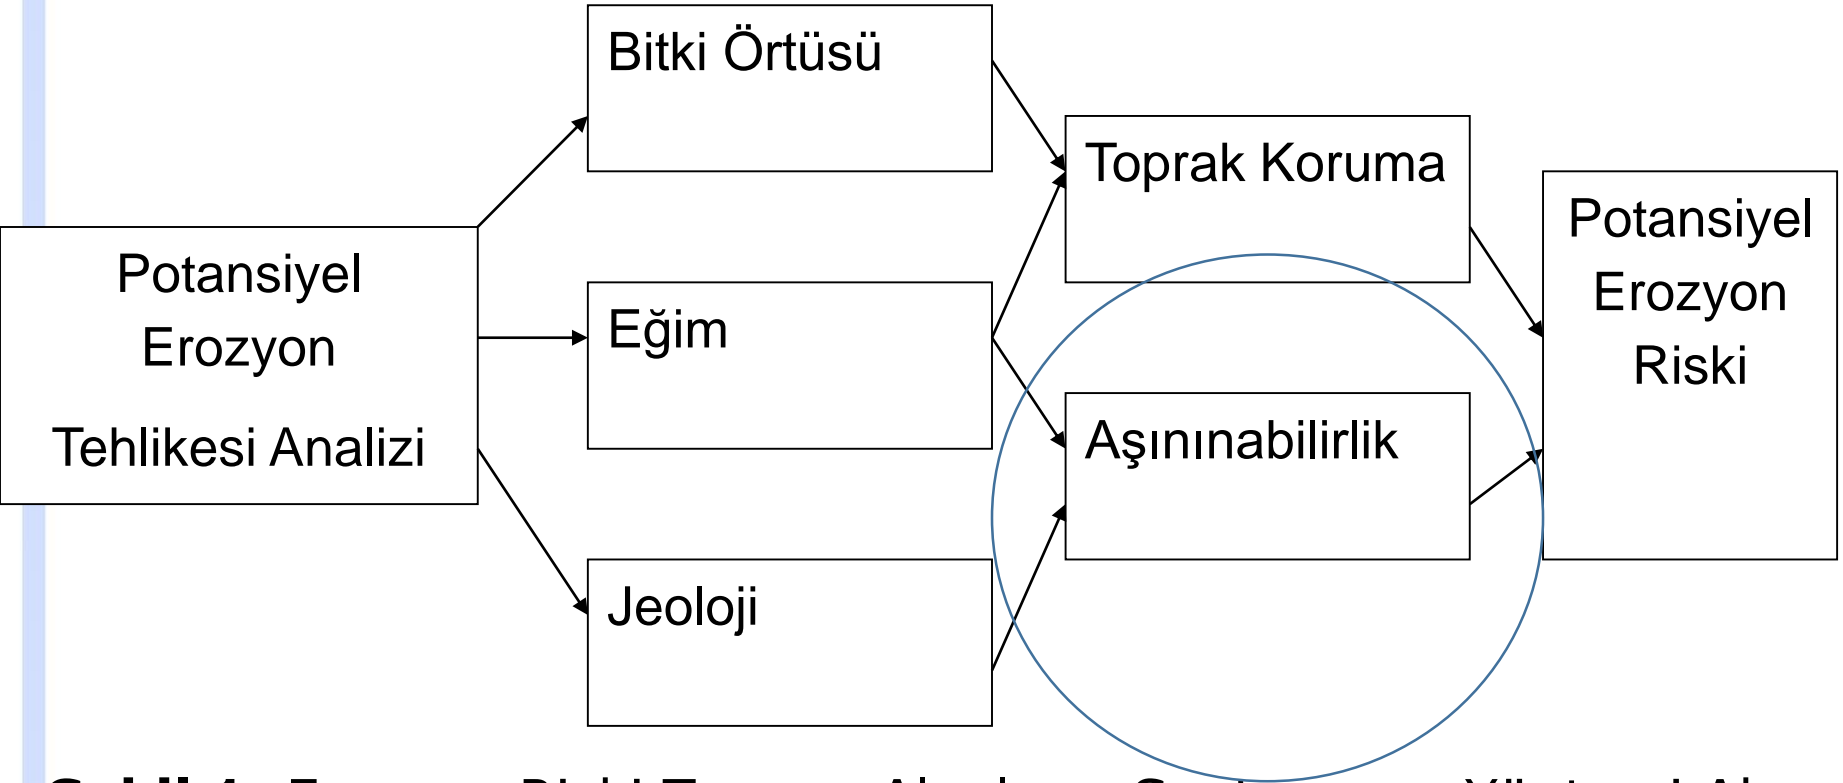 Bitki Örtüsü
Toprak Koruma
Potansiyel
Erozyon
Riski
Potansiyel
Erozyon
Tehlikesi Analizi
Eğim
Aşınınabilirlik
Jeoloji